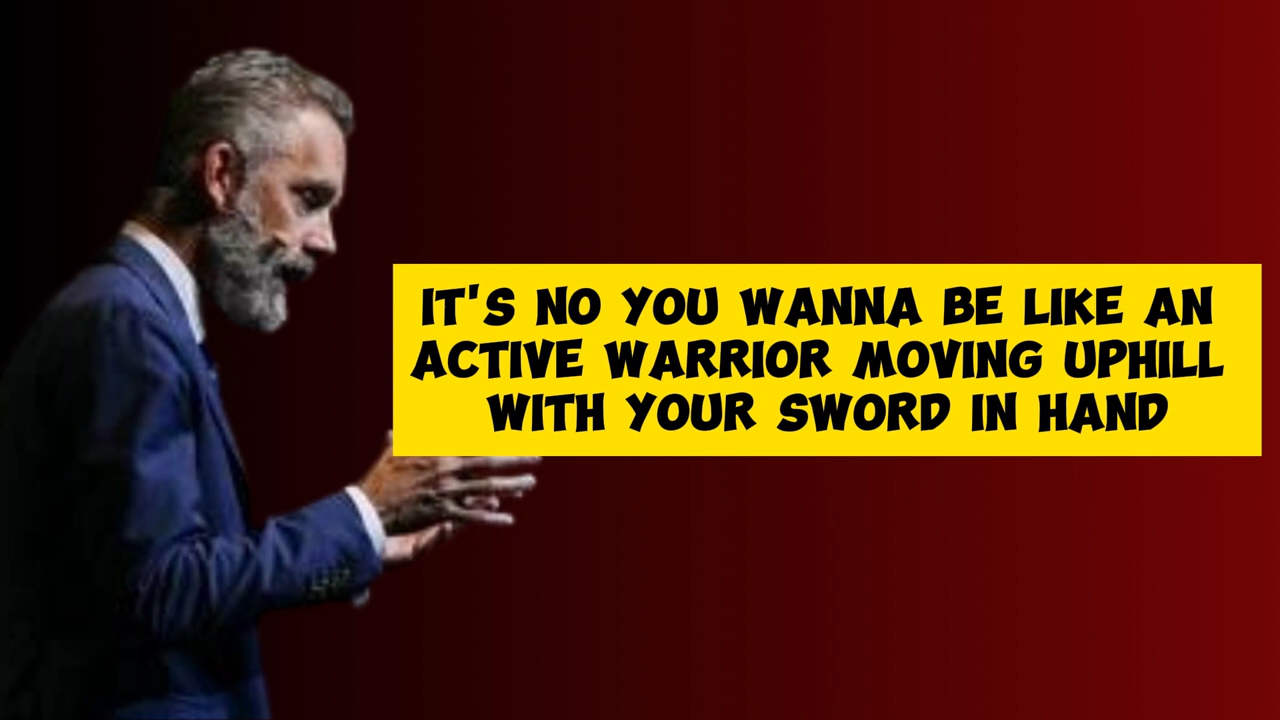 IT'S NO YOU WANNA BE LIKE AN
ACTIVE WARRIOR MOVING UPHILL
WITH YOUR SWORD IN HAND